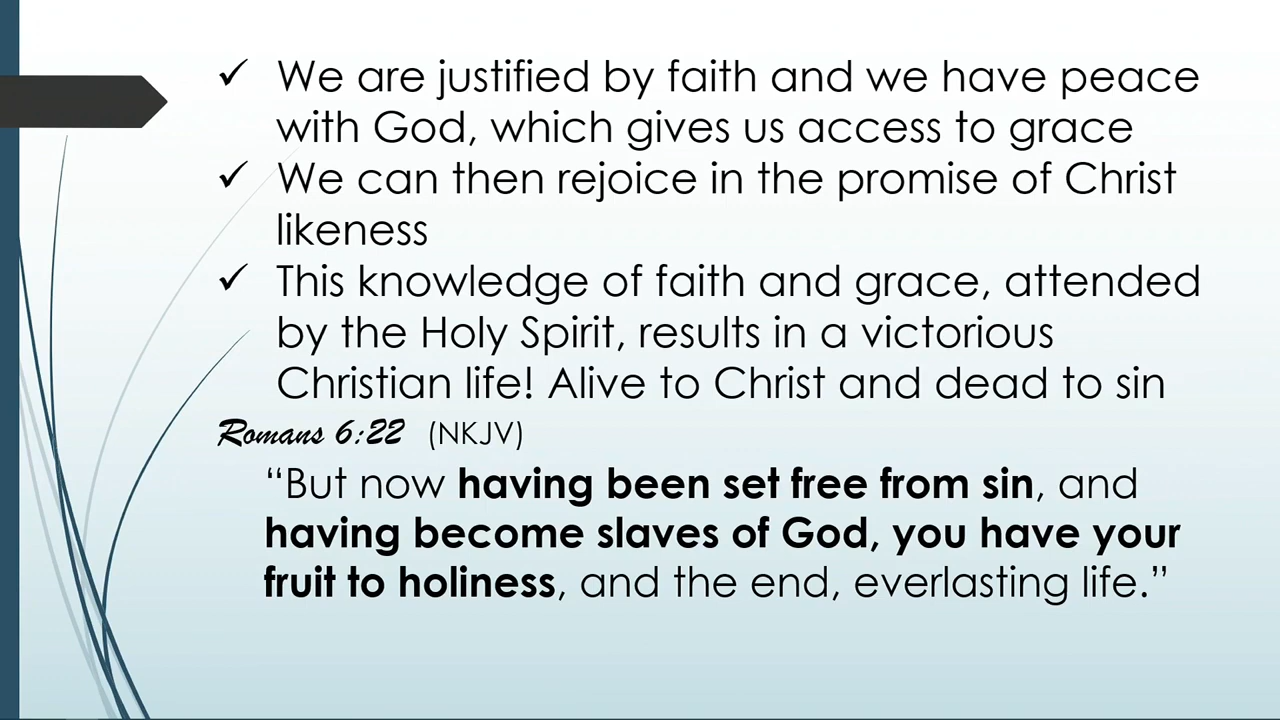 ✓ We are justified by faith and we have peace
with God, which gives us access to grace
✓ We can then rejoice in the promise of Christ
likeness
✓ This knowledge of faith and grace, attended
by the Holy Spirit, results in a victorious
Christian life! Alive to Christ and dead to sin
Romans 6:22 (NKJV)
“But now having been set free from sin, and
having become slaves of God, you have your
fruit to holiness, and the end, everlasting life.”